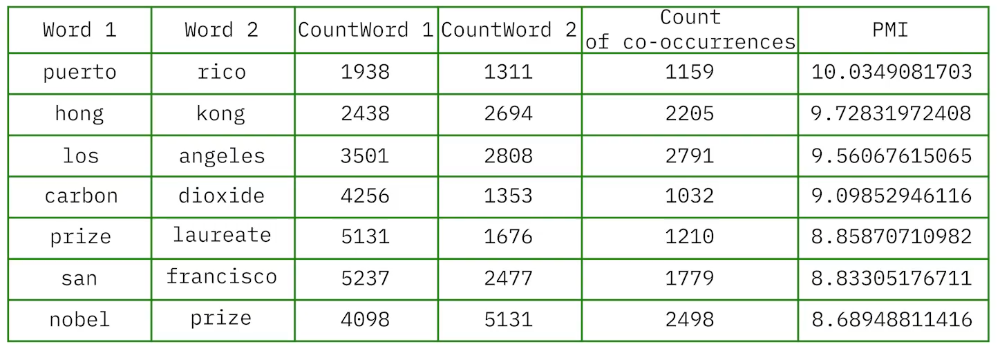 Word 1 Word 2 CountWord 1 CountWord 2 Count of co-occurrences PMI
puerto rico 1938 1311 1159 10.0349081703
hong kong 2438 2694 2205 9.72831972408
los angeles 3501 2808 2791 9.56067615065
carbon dioxide 4256 1353 1032 9.09852946116
prize laureate 5131 1676 1210 8.85870710982
san francisco 5237 2477 1779 8.83305176711
nobel prize 4098 5131 2498 8.68948811416